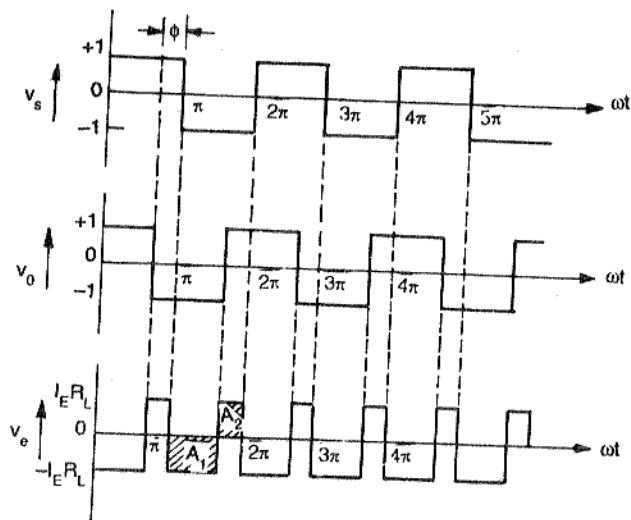 ϕ
+1
0
v_s
−1
π 2π 3π 4π 5π ωt
+1
0
v_0
−1
π 2π 3π 4π ωt
I_E R_L
0
v_e
−I_E R_L
A_2
π A_1 2π 3π 4π ωt